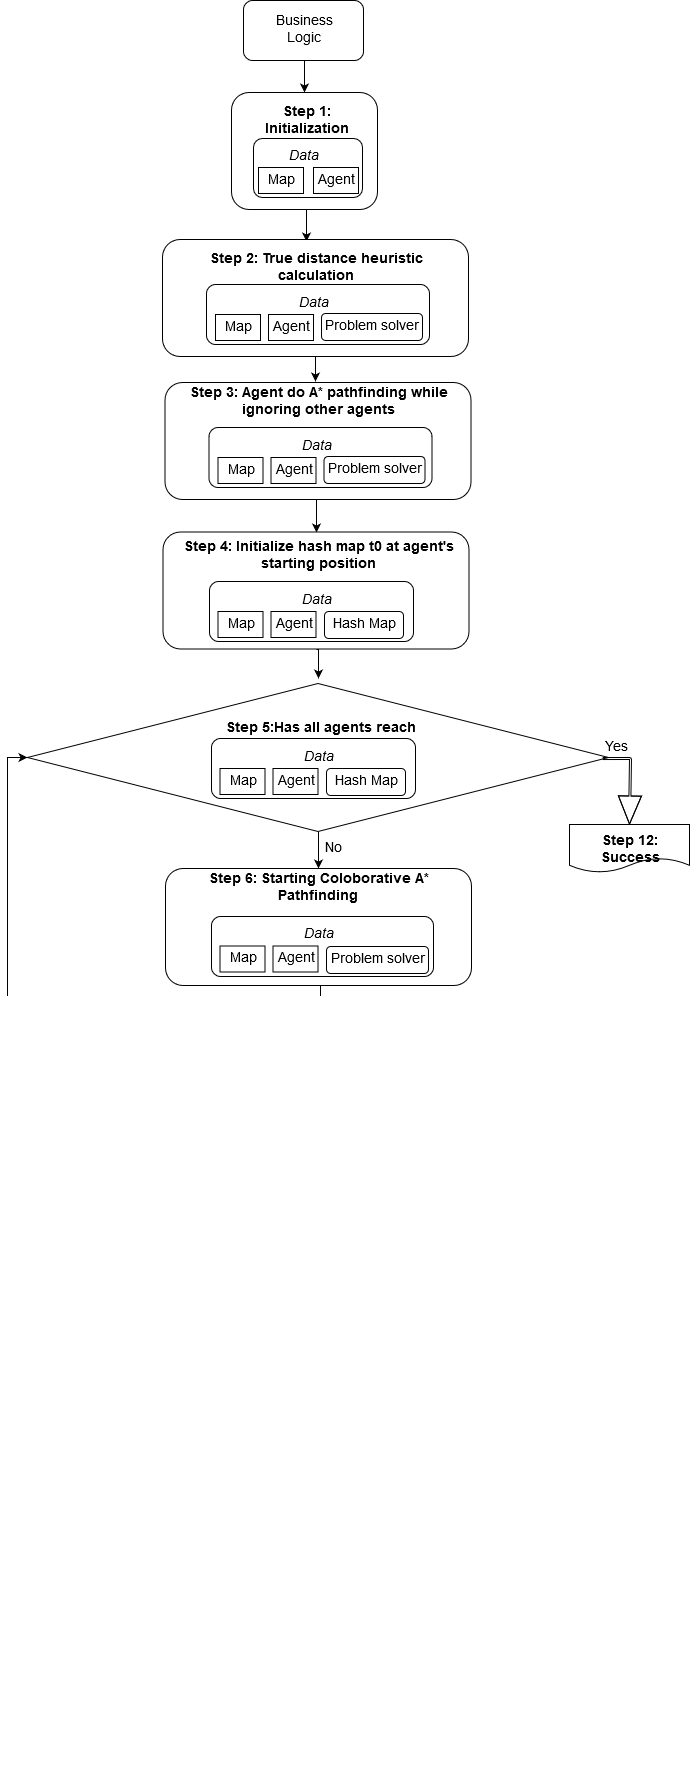 Business
Logic
Step 1:
Initialization
Data
Map
Agent
Step 2: True distance heuristic
calculation
Data
Map
Agent
Problem solver
Step 3: Agent do A* pathfinding while
ignoring other agents
Data
Map
Agent
Problem solver
Step 4: Initialize hash map t0 at agent's
starting position
Data
Map
Agent
Hash Map
Step 5:Has all agents reach
Data
Map
Agent
Hash Map
Yes
Step 12:
Success
No
Step 6: Starting Coloborative A*
Pathfinding
Data
Map
Agent
Problem solver